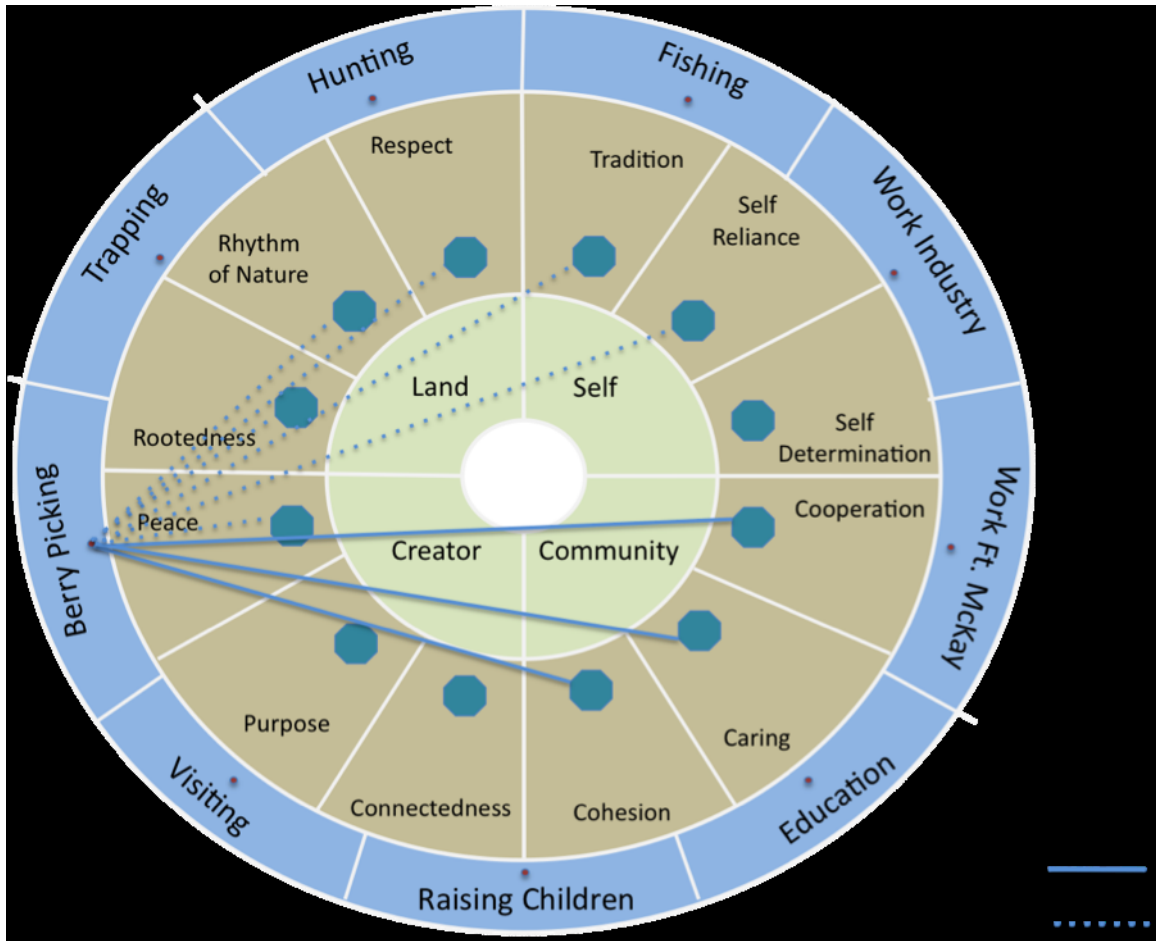 Hunting
Fishing
Respect
Tradition
Trapping
Work Industry
Self
Reliance
Rhythm
of Nature
Land
Self
Rootedness
Self
Determination
Berry Picking
Peace
Cooperation
Work Ft. McKay
Creator
Community
Purpose
Caring
Visiting
Connectedness
Cohesion
Education
Raising Children